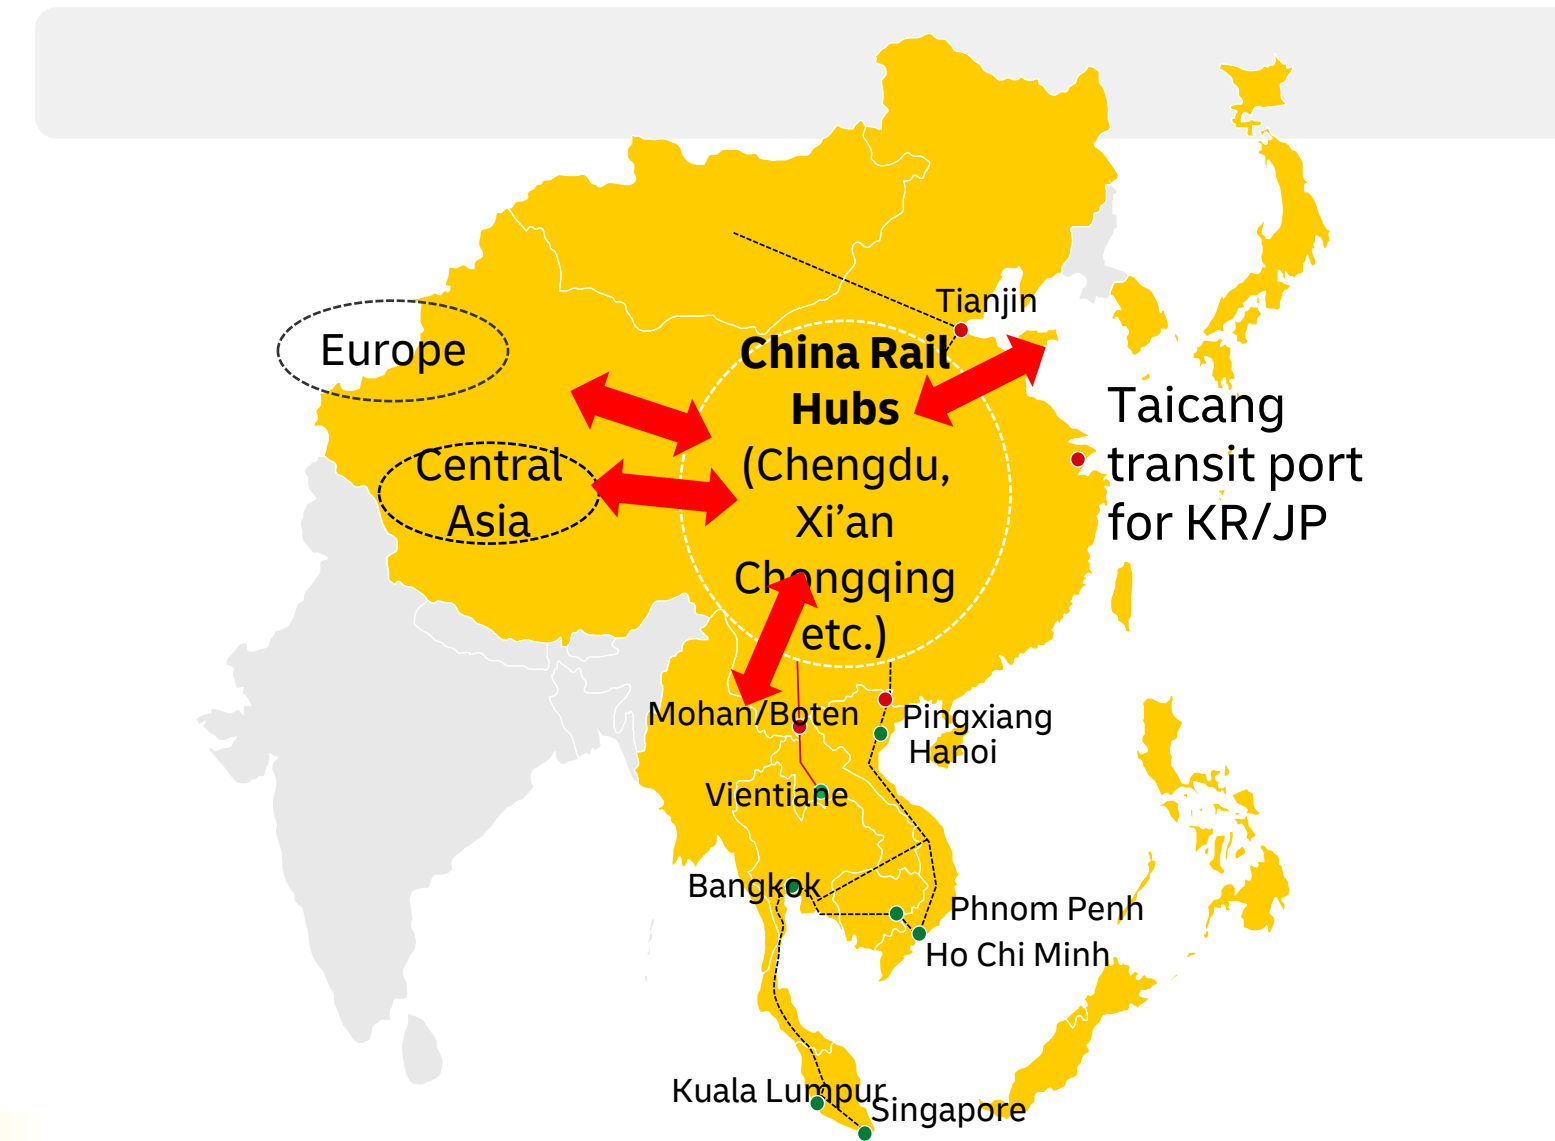 Tianjin
Europe
China Rail
Hubs
(Chengdu,
Xi’an
Chongqing
etc.)
Central
Asia
Taicang
transit port
for KR/JP
Mohan/Boten
Pingxiang
Hanoi
Vientiane
Bangkok
Phnom Penh
Ho Chi Minh
Kuala Lumpur
Singapore